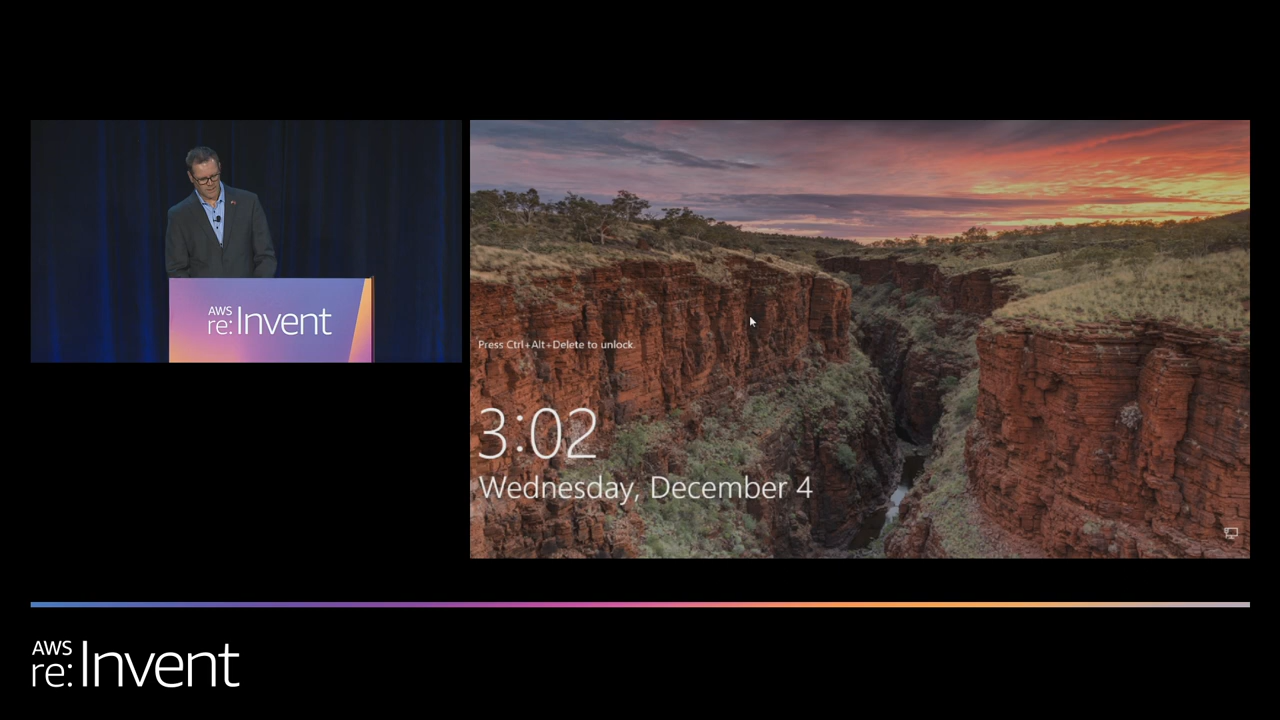 AWS
re:Invent
Press Ctrl+Alt+Delete to unlock.
3:02
Wednesday, December 4
AWS
re:Invent